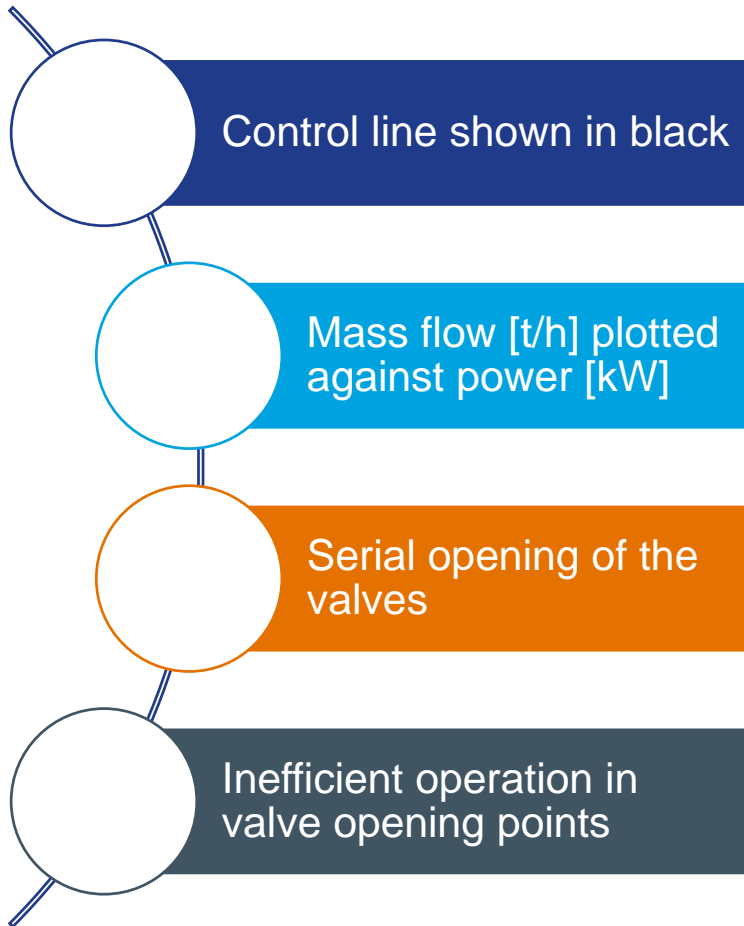 Control line shown in black
Mass flow [t/h] plotted
against power [kW]
Serial opening of the
valves
Inefficient operation in
valve opening points